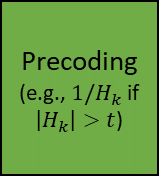 Precoding
(e.g., 1/𝐻ₖ if
|𝐻ₖ| > 𝑡)